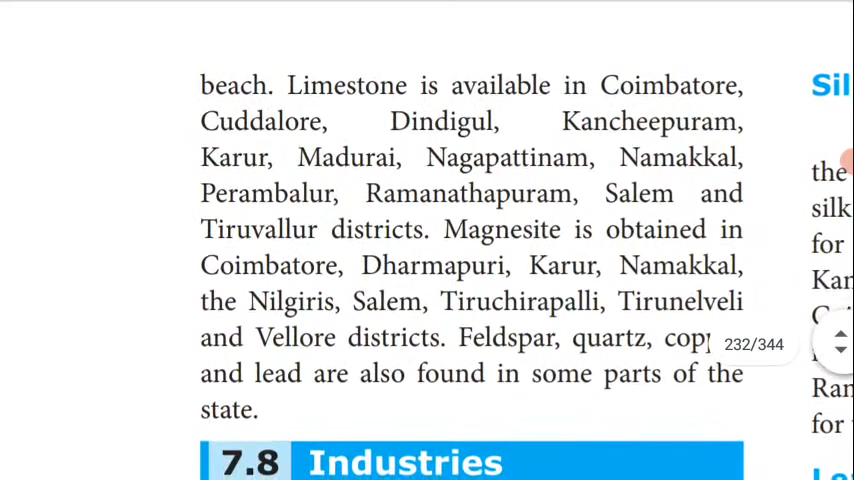 beach. Limestone is available in Coimbatore,
Cuddalore, Dindigul, Kancheepuram,
Karur, Madurai, Nagapattinam, Namakkal,
Perambalur, Ramanathapuram, Salem and
Tiruvallur districts. Magnesite is obtained in
Coimbatore, Dharmapuri, Karur, Namakkal,
the Nilgiris, Salem, Tiruchirapalli, Tirunelveli
and Vellore districts. Feldspar, quartz,
and lead are also found in some parts of the
state.
7.8 Industries
Sil
the
silk
for
Kan
Ran
for
232/344